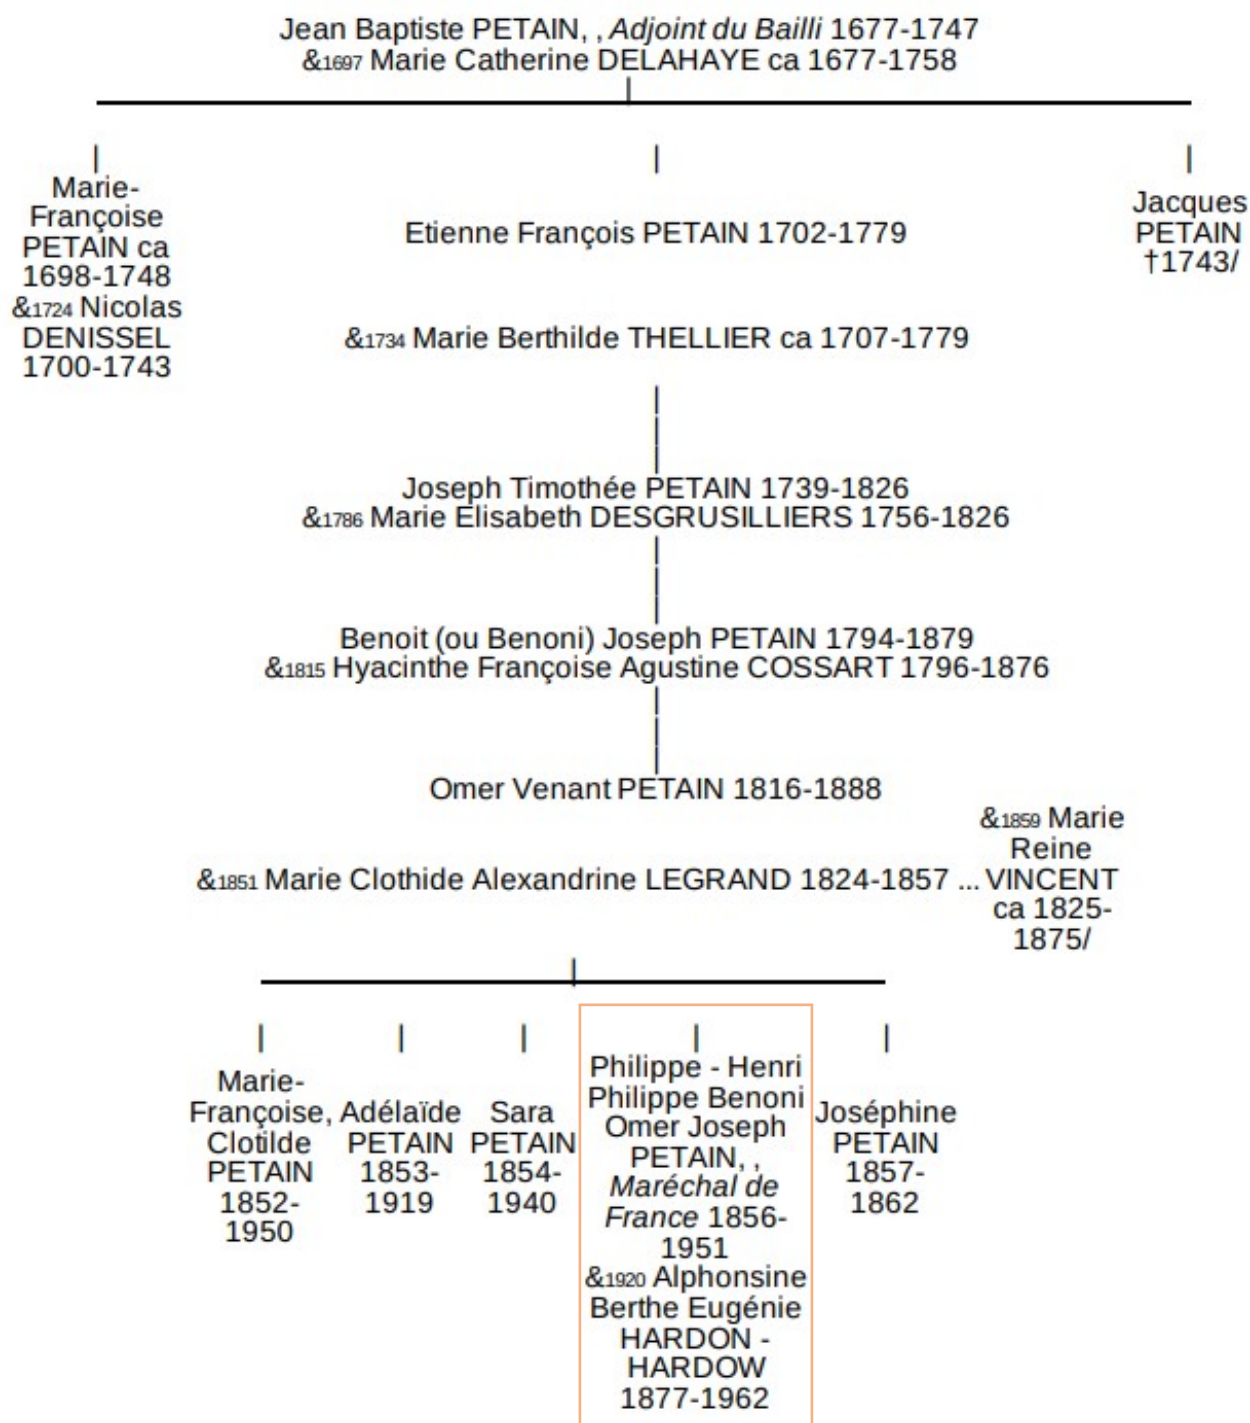 Jean Baptiste PETAIN, , Adjoint du Bailli 1677-1747
&1697 Marie Catherine DELAHAYE ca 1677-1758
Marie-
Françoise
PETAIN ca
1698-1748
&1724 Nicolas
DENISSEL
1700-1743
Etienne François PETAIN 1702-1779
&1734 Marie Berthilde THELLIER ca 1707-1779
Jacques
PETAIN
†1743/
Joseph Timothée PETAIN 1739-1826
&1786 Marie Elisabeth DESGRUSILLIERS 1756-1826
Benoit (ou Benoni) Joseph PETAIN 1794-1879
&1815 Hyacinthe Françoise Agustine COSSART 1796-1876
Omer Venant PETAIN 1816-1888
&1851 Marie Clothide Alexandrine LEGRAND 1824-1857 ...
&1859 Marie
Reine
VINCENT
ca 1825-
1875/
Marie-
Françoise,
Clotilde
PETAIN
1852-
1950
Adélaïde
PETAIN
1853-
1919
Sara
PETAIN
1854-
1940
Philippe - Henri
Philippe Benoni
Omer Joseph
PETAIN, ,
Maréchal de
France 1856-
1951
&1920 Alphonsine
Berthe Eugénie
HARDON -
HARDOW
1877-1962
Joséphine
PETAIN
1857-
1862